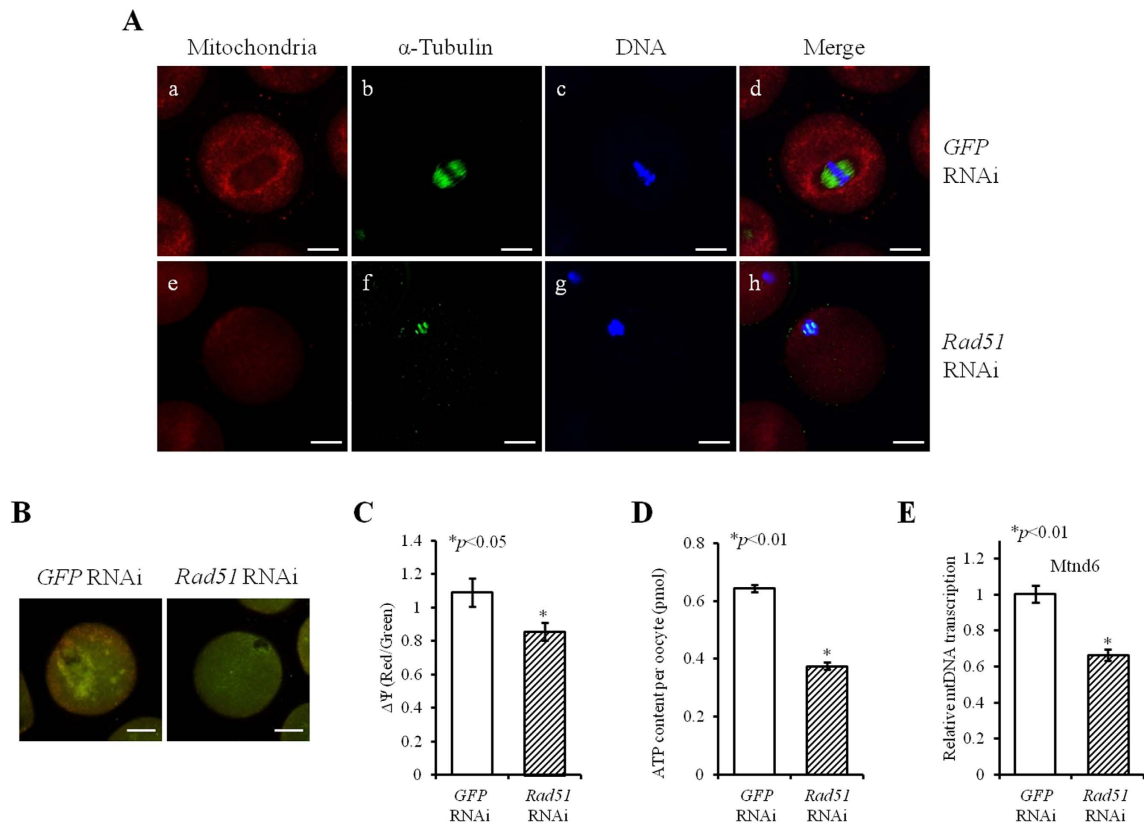 A
Mitochondria α-Tubulin DNA Merge
a b c d
GFP
RNAi
e f g h
Rad51
RNAi
B
GFP RNAi Rad51 RNAi
C
*p<0.05
ΔΨ (Red/Green)
1.4
1.2
1
0.8
0.6
0.4
0.2
0
*
GFP
RNAi
Rad51
RNAi
D
*p<0.01
ATP content per oocyte (pmol)
0.8
0.6
0.4
0.2
0
*
GFP
RNAi
Rad51
RNAi
E
*p<0.01
Mtnd6
Relative mtDNA transcription
1.2
1.0
0.8
0.6
0.4
0.2
0
*
GFP
RNAi
Rad51
RNAi